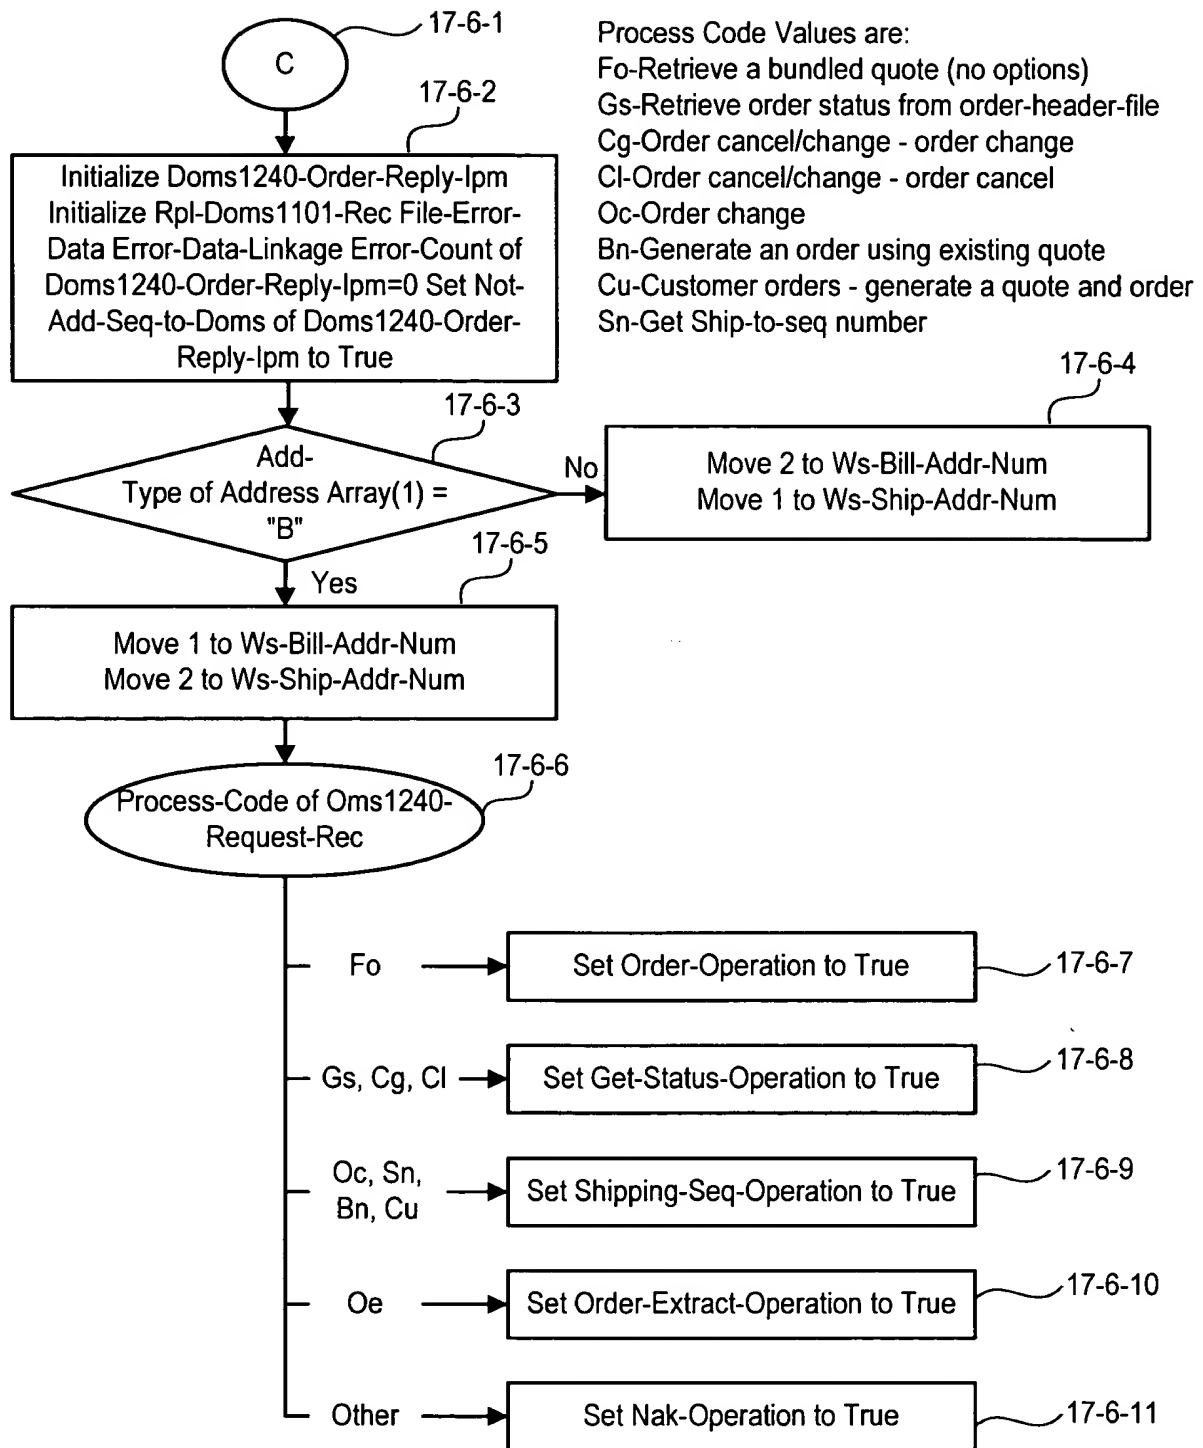 17-6-1
C
Process Code Values are:
Fo-Retrieve a bundled quote (no options)
Gs-Retrieve order status from order-header-file
Cg-Order cancel/change - order change
Cl-Order cancel/change - order cancel
Oc-Order change
Bn-Generate an order using existing quote
Cu-Customer orders - generate a quote and order
Sn-Get Ship-to-seq number
17-6-2
Initialize Doms1240-Order-Reply-Ipm
Initialize Rpl-Doms1101-Rec File-Error-
Data Error-Data-Linkage Error-Count of
Doms1240-Order-Reply-Ipm=0 Set Not-
Add-Seq-to-Doms of Doms1240-Order-
Reply-Ipm to True
17-6-3
Add-
Type of Address Array(1) =
"B"
No
17-6-4
Move 2 to Ws-Bill-Addr-Num
Move 1 to Ws-Ship-Addr-Num
Yes
17-6-5
Move 1 to Ws-Bill-Addr-Num
Move 2 to Ws-Ship-Addr-Num
17-6-6
Process-Code of Oms1240-
Request-Rec
Fo
Set Order-Operation to True
17-6-7
Gs, Cg, Cl
Set Get-Status-Operation to True
17-6-8
Oc, Sn,
Bn, Cu
Set Shipping-Seq-Operation to True
17-6-9
Oe
Set Order-Extract-Operation to True
17-6-10
Other
Set Nak-Operation to True
17-6-11